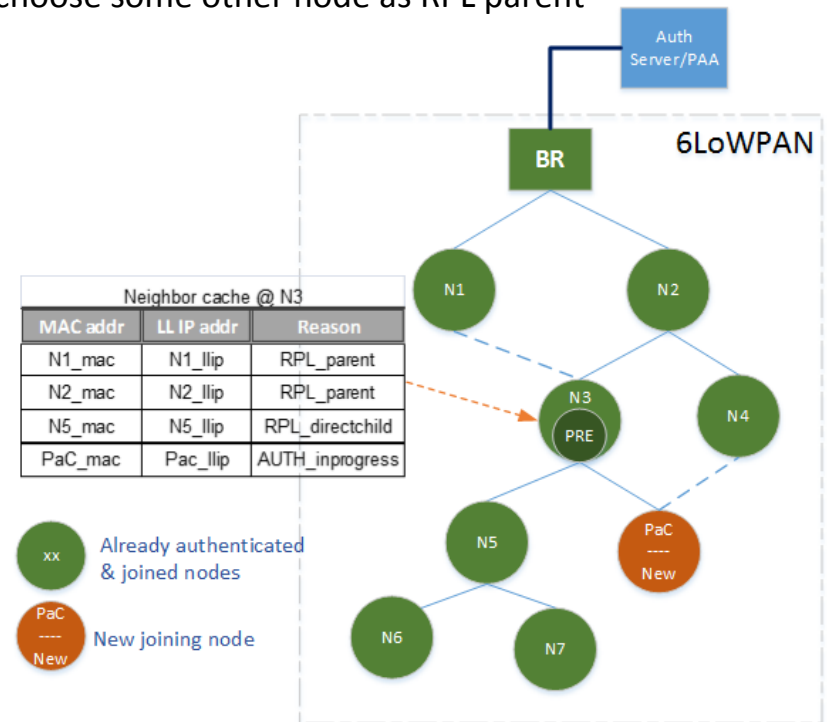 choose some other node as RPL parent
Auth
Server/PAA
6LoWPAN
BR
N1
N2
Neighbor cache @ N3
MAC addr LL IP addr Reason
N1_mac N1_llip RPL_parent
N2_mac N2_llip RPL_parent
N5_mac N5_llip RPL_directchild
PaC_mac Pac_llip AUTH_inprogress
N3
PRE
N4
N5
PaC
----
New
N6
N7
xx
Already authenticated
& joined nodes
PaC
----
New
New joining node